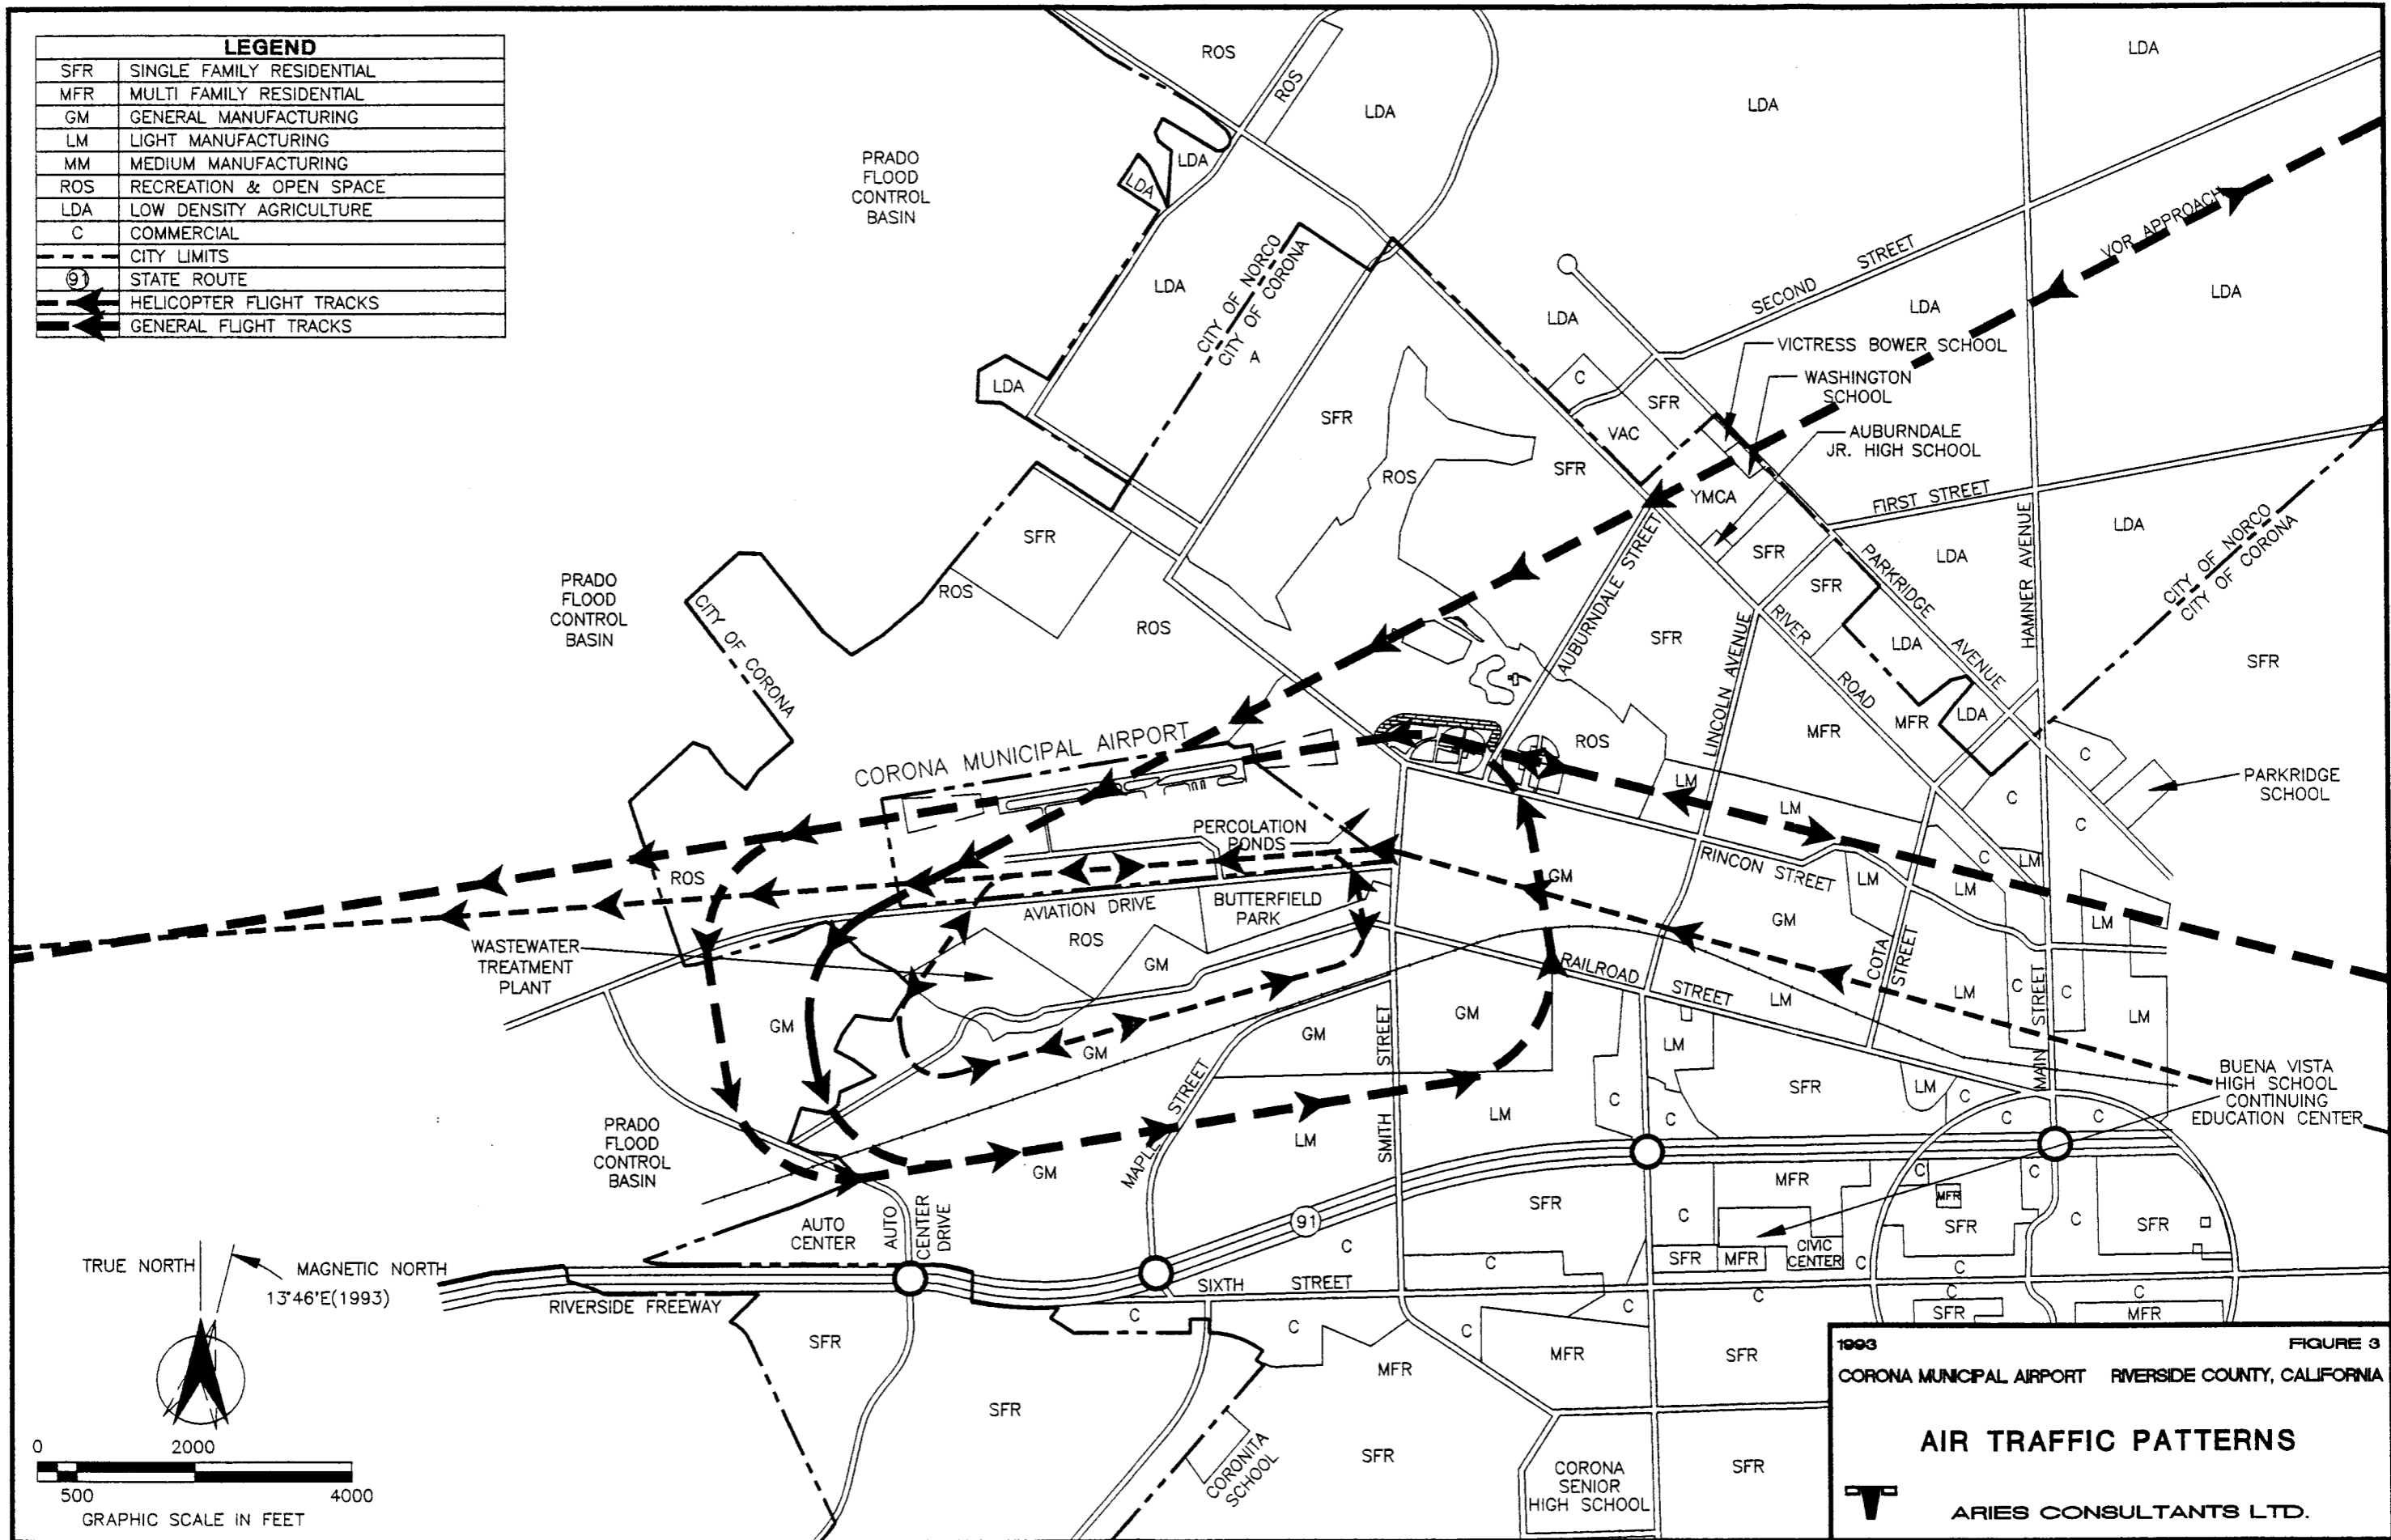 LEGEND
SFR SINGLE FAMILY RESIDENTIAL
MFR MULTI FAMILY RESIDENTIAL
GM GENERAL MANUFACTURING
LM LIGHT MANUFACTURING
MM MEDIUM MANUFACTURING
ROS RECREATION & OPEN SPACE
LDA LOW DENSITY AGRICULTURE
C COMMERCIAL
CITY LIMITS
91 STATE ROUTE
HELICOPTER FLIGHT TRACKS
GENERAL FLIGHT TRACKS
ROS
ROS
LDA
LDA
LDA
PRADO
FLOOD
CONTROL
BASIN
LDA
LDA
VOR APPROACH
SECOND STREET
LDA
CITY OF NORCO
CITY OF CORONA
A
LDA
LDA
LDA
LDA
SFR
C
SFR
VAC
VICTRESS BOWER SCHOOL
WASHINGTON
SCHOOL
AUBURNDALE
JR. HIGH SCHOOL
ROS
SFR
YMCA
FIRST STREET
LDA
HAMNER AVENUE
CITY OF NORCO
CITY OF CORONA
SFR
SFR
LDA
PRADO
FLOOD
CONTROL
BASIN
ROS
CITY OF CORONA
ROS
AUBURNDALE STREET
SFR
SFR
PARKRIDGE AVENUE
LINCOLN AVENUE
RIVER ROAD
LDA
SFR
MFR
MFR
LDA
ROS
C
PARKRIDGE
SCHOOL
CORONA MUNICIPAL AIRPORT
LM
LM
C
C
PERCOLATION
PONDS
ROS
GM
RINCON STREET
LM
C
LM
LM
AVIATION DRIVE
BUTTERFIELD
PARK
ROS
GM
LM
WASTEWATER
TREATMENT
PLANT
GM
RAILROAD STREET
COTA
STREET
LM
LM
C
C
LM
GM
GM
GM
GM
SMITH STREET
LM
MAIN STREET
BUENA VISTA
HIGH SCHOOL
CONTINUING
EDUCATION CENTER
MAPLE STREET
SFR
LM
C
C
C
C
C
LM
LM
GM
PRADO
FLOOD
CONTROL
BASIN
AUTO
CENTER
AUTO
CENTER
DRIVE
91
SFR
MFR
C
C
MFR
C
SFR
C
SFR
C
C
SFR
MFR
CIVIC
CENTER
C
C
SIXTH STREET
RIVERSIDE FREEWAY
C
C
C
C
C
SFR
C
MFR
TRUE NORTH
MAGNETIC NORTH
13°46'E(1993)
SFR
C
C
MFR
MFR
SFR
SFR
CORONITA
SCHOOL
SFR
CORONA
SENIOR
HIGH SCHOOL
SFR
0 2000
500 4000
GRAPHIC SCALE IN FEET
1993 FIGURE 3
CORONA MUNICIPAL AIRPORT RIVERSIDE COUNTY, CALIFORNIA
AIR TRAFFIC PATTERNS
ARIES CONSULTANTS LTD.